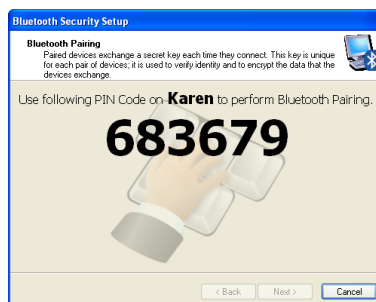 Bluetooth Security Setup
Bluetooth Pairing
Paired devices exchange a secret key each time they connect. This key is unique
for each pair of devices; it is used to verify identity and to encrypt the data that the
devices exchange.
Use following PIN Code on Karen to perform Bluetooth Pairing.
683679
< Back Next > Cancel